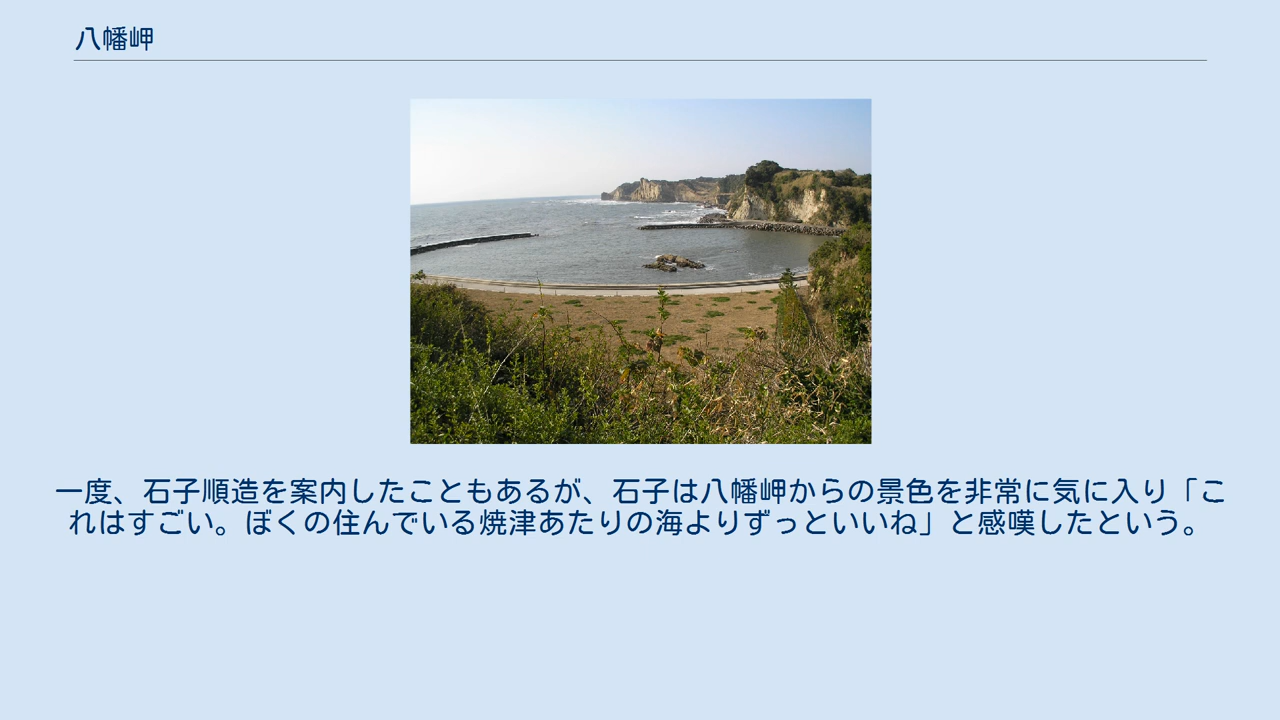 八幡岬
一度、石子順造を案内したこともあるが、石子は八幡岬からの景色を非常に気に入り「こ
れはすごい。ぼくの住んでいる焼津あたりの海よりずっといいね」と感嘆したという。